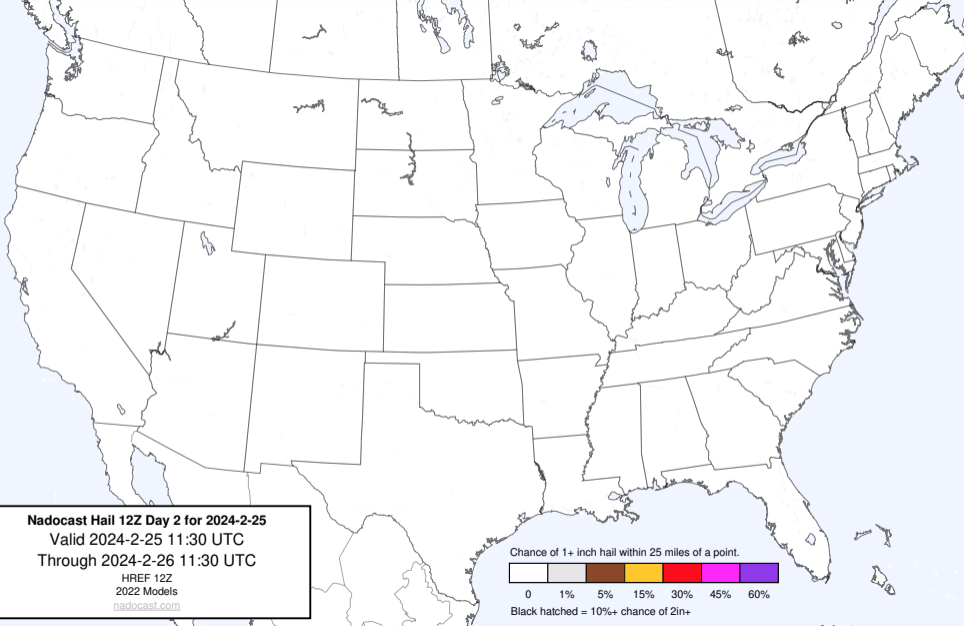 Nadocast Hail 12Z Day 2 for 2024-2-25
Valid 2024-2-25 11:30 UTC
Through 2024-2-26 11:30 UTC
HREF 12Z
2022 Models
nadocast.com
Chance of 1+ inch hail within 25 miles of a point.
0 1% 5% 15% 30% 45% 60%
Black hatched = 10%+ chance of 2in+